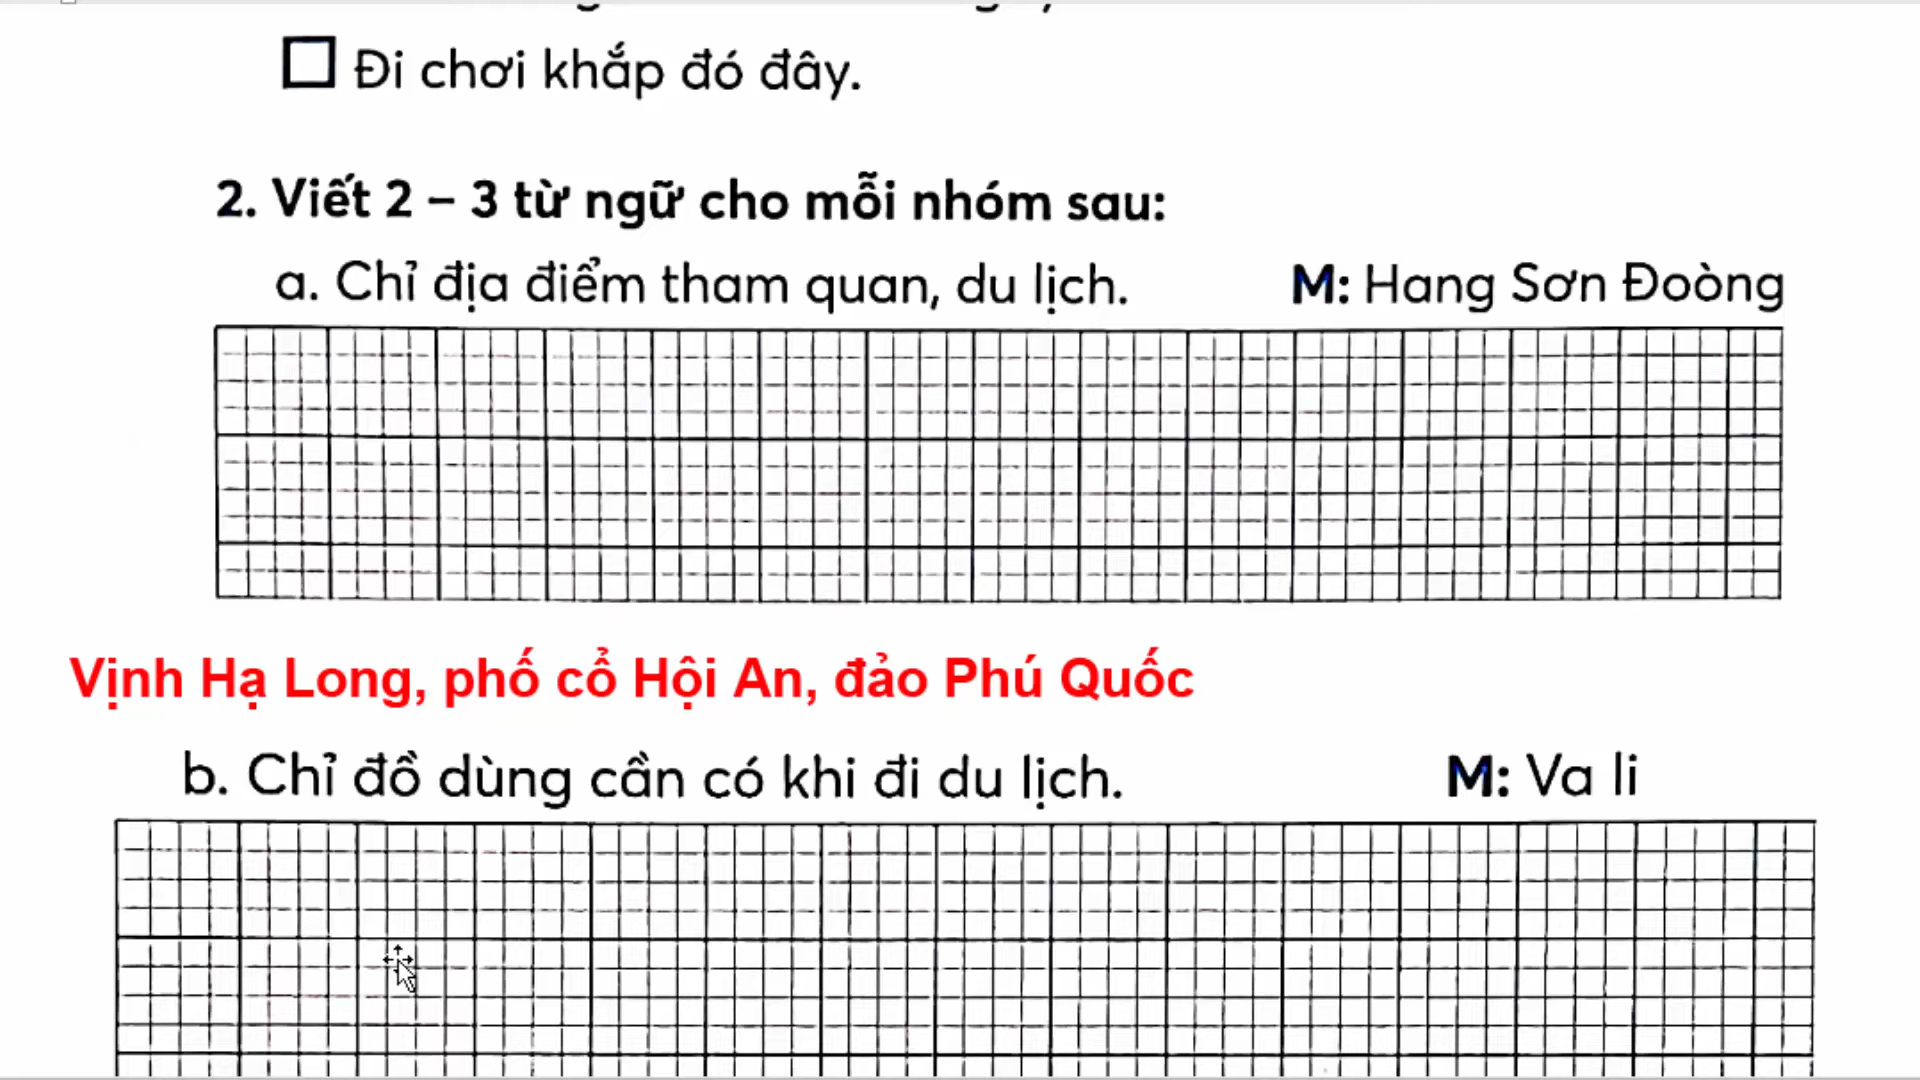 Đi chơi khắp đó đây.
2. Viết 2 – 3 từ ngữ cho mỗi nhóm sau:
a. Chỉ địa điểm tham quan, du lịch. M: Hang Sơn Đoòng
Vịnh Hạ Long, phố cổ Hội An, đảo Phú Quốc
b. Chỉ đồ dùng cần có khi đi du lịch. M: Va li